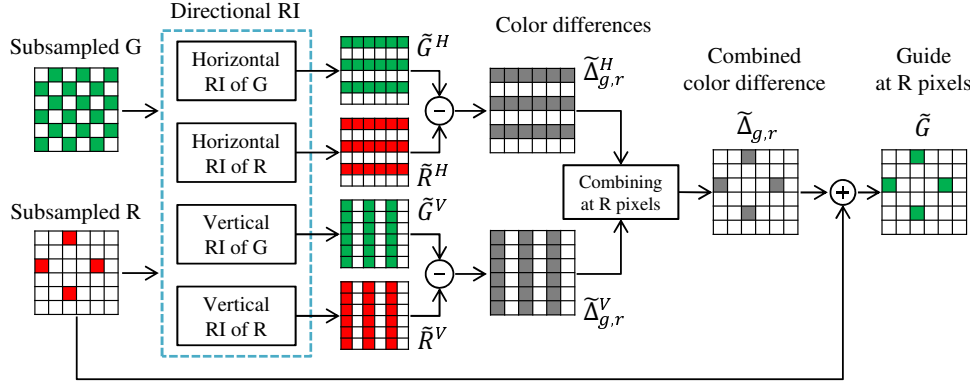 Directional RI
Subsampled G
Horizontal
RI of G
G̃^H
Horizontal
RI of R
R̃^H
Subsampled R
Vertical
RI of G
G̃^V
Vertical
RI of R
R̃^V
−
−
Color differences
Δ̃^H_{g,r}
Δ̃^V_{g,r}
Combining
at R pixels
Combined
color difference
Δ̃_{g,r}
+
Guide
at R pixels
G̃